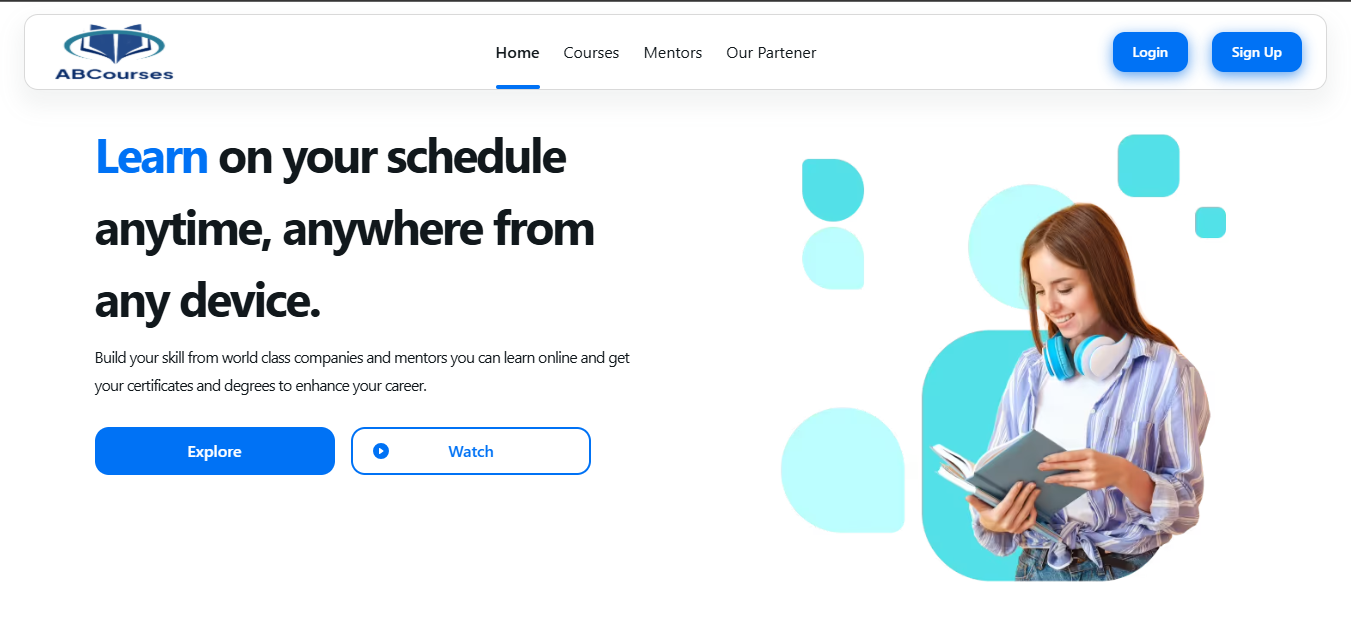 ABCourses
Home Courses Mentors Our Partener
Login Sign Up
Learn on your schedule
anytime, anywhere from
any device.
Build your skill from world class companies and mentors you can learn online and get
your certificates and degrees to enhance your career.
Explore Watch